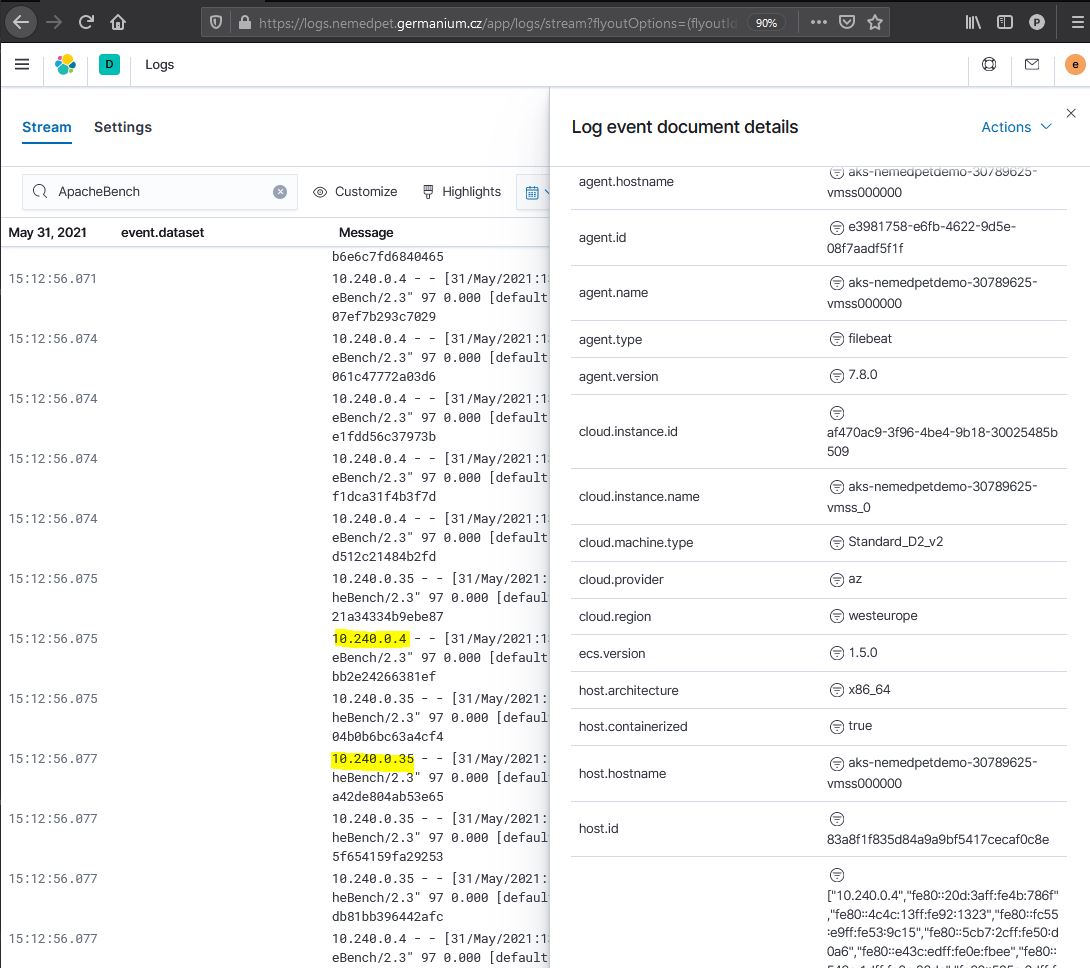 https://logs.nemedpet.germanium.cz/app/logs/stream?flyoutOptions=(flyoutId
90%
D
Logs
e
Stream
Settings
ApacheBench
Customize
Highlights
May 31, 2021
event.dataset
Message
b6e6c7fd6840465
15:12:56.071
10.240.0.4 - - [31/May/2021:1
eBench/2.3" 97 0.000 [default
07ef7b293c7029
15:12:56.074
10.240.0.4 - - [31/May/2021:1
eBench/2.3" 97 0.000 [default
061c47772a03d6
15:12:56.074
10.240.0.4 - - [31/May/2021:1
eBench/2.3" 97 0.000 [default
e1fdd56c37973b
15:12:56.074
10.240.0.4 - - [31/May/2021:1
eBench/2.3" 97 0.000 [default
f1dca31f4b3f7d
15:12:56.074
10.240.0.4 - - [31/May/2021:1
eBench/2.3" 97 0.000 [default
d512c21484b2fd
15:12:56.075
10.240.0.35 - - [31/May/2021:
heBench/2.3" 97 0.000 [defaul
21a34334b9ebe87
15:12:56.075
10.240.0.4 - - [31/May/2021:1
eBench/2.3" 97 0.000 [default
bb2e24266381ef
15:12:56.075
10.240.0.35 - - [31/May/2021:
heBench/2.3" 97 0.000 [defaul
04b0b6bc63a4cf4
15:12:56.077
10.240.0.35 - - [31/May/2021:
heBench/2.3" 97 0.000 [defaul
a42de804ab53e65
15:12:56.077
10.240.0.35 - - [31/May/2021:
heBench/2.3" 97 0.000 [defaul
5f654159fa29253
15:12:56.077
10.240.0.35 - - [31/May/2021:
heBench/2.3" 97 0.000 [defaul
db81bb396442afc
15:12:56.077
10.240.0.4 - - [31/May/2021:1
eBench/2.3" 97 0.000 [default
Log event document details
Actions
agent.hostname
aks-nemedpetdemo-30789625-
vmss000000
agent.id
e3981758-e6fb-4622-9d5e-
08f7aadf5f1f
agent.name
aks-nemedpetdemo-30789625-
vmss000000
agent.type
filebeat
agent.version
7.8.0
cloud.instance.id
af470ac9-3f96-4be4-9b18-30025485b
509
cloud.instance.name
aks-nemedpetdemo-30789625-
vmss_0
cloud.machine.type
Standard_D2_v2
cloud.provider
az
cloud.region
westeurope
ecs.version
1.5.0
host.architecture
x86_64
host.containerized
true
host.hostname
aks-nemedpetdemo-30789625-
vmss000000
host.id
83a8f1f835d84a9a9bf5417cecaf0c8e
["10.240.0.4","fe80::20d:3aff:fe4b:786f"
,"fe80::4c4c:13ff:fe92:1323","fe80::fc55
:e9ff:fe53:9c15","fe80::5cb7:2cff:fe50:d
0a6","fe80::e43c:edff:fe0e:fbee","fe80::